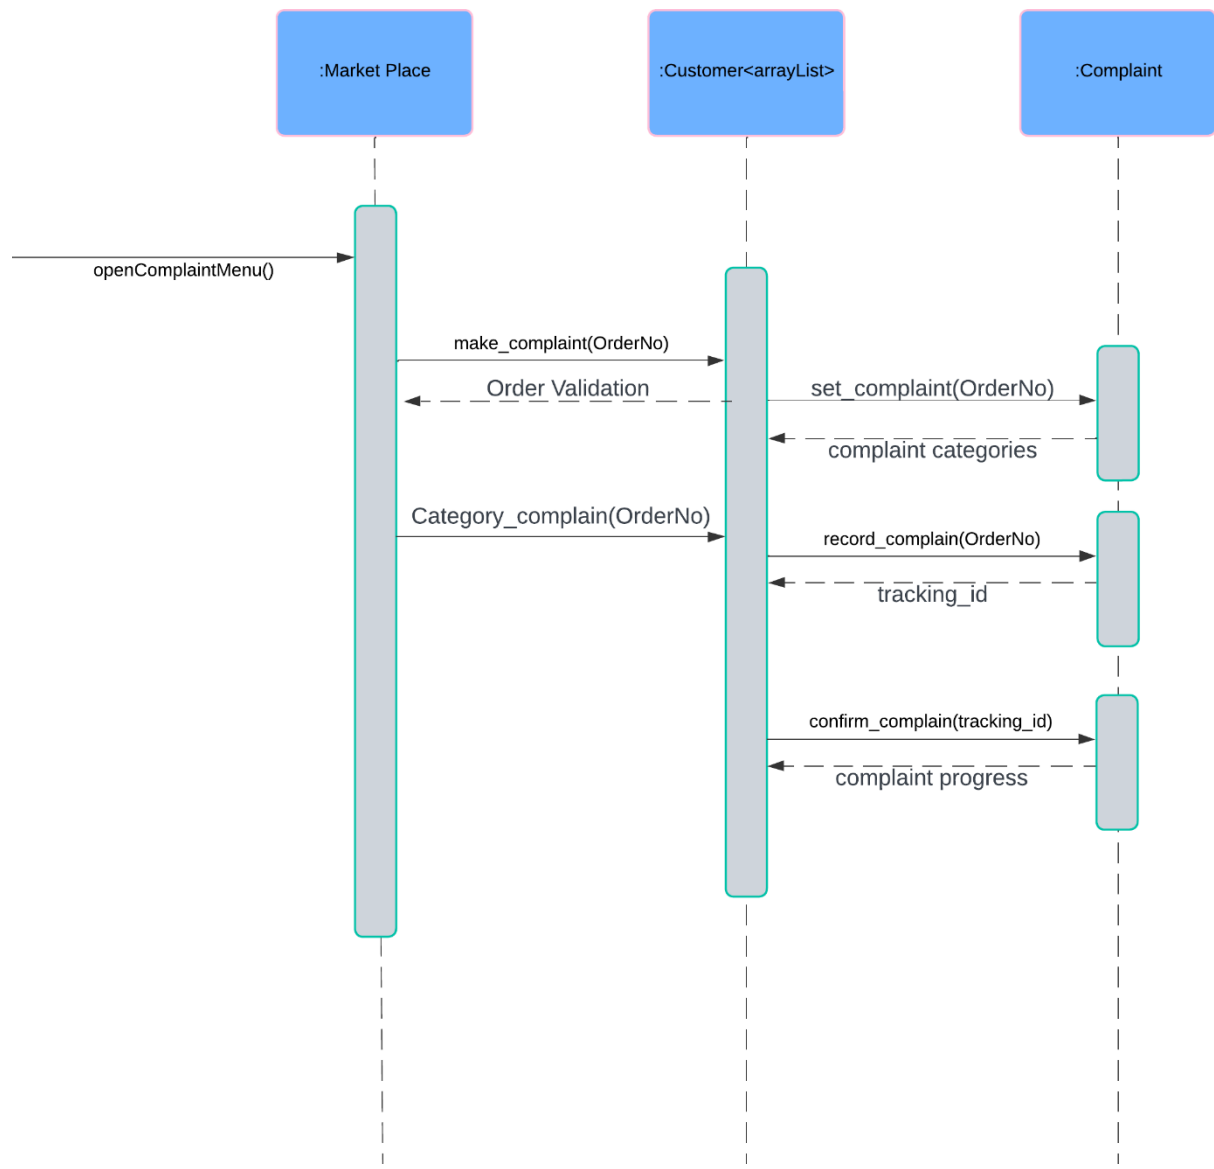 :Market Place
:Customer<arrayList>
:Complaint
openComplaintMenu()
make_complaint(OrderNo)
Order Validation
set_complaint(OrderNo)
complaint categories
Category_complain(OrderNo)
record_complain(OrderNo)
tracking_id
confirm_complain(tracking_id)
complaint progress